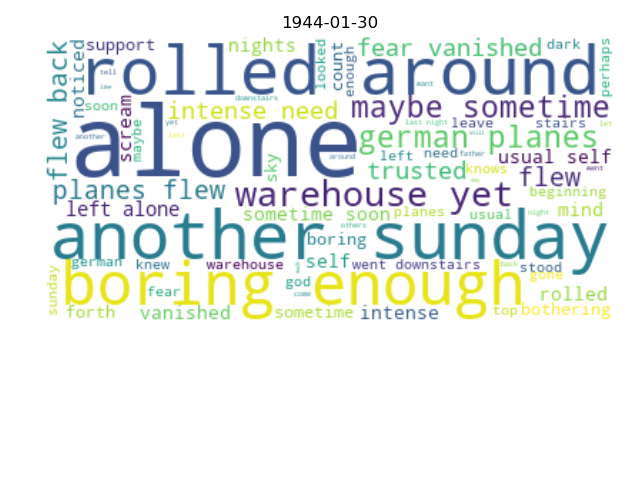 1944-01-30
flew back
noticed
support
rolled around
nights
looked
count
enough
fear vanished
dark
perhaps
tell
like
want
soon
scream
maybe
downstairs
intense need
maybe sometime
another
yet
lost
alone
around
sky
last night
leave
will
stairs
let
german planes
left
need
father
usual self
trusted
knows
went
flew
planes flew
warehouse yet
beginning
left alone
sometime soon
planes
usual
night
mind
another sunday
others
boring
german
knew
warehouse
self
went downstairs
back
stood
gone
sunday
boring enough
fear
god
come
rolled
forth
vanished
sometime
intense
top
bothering